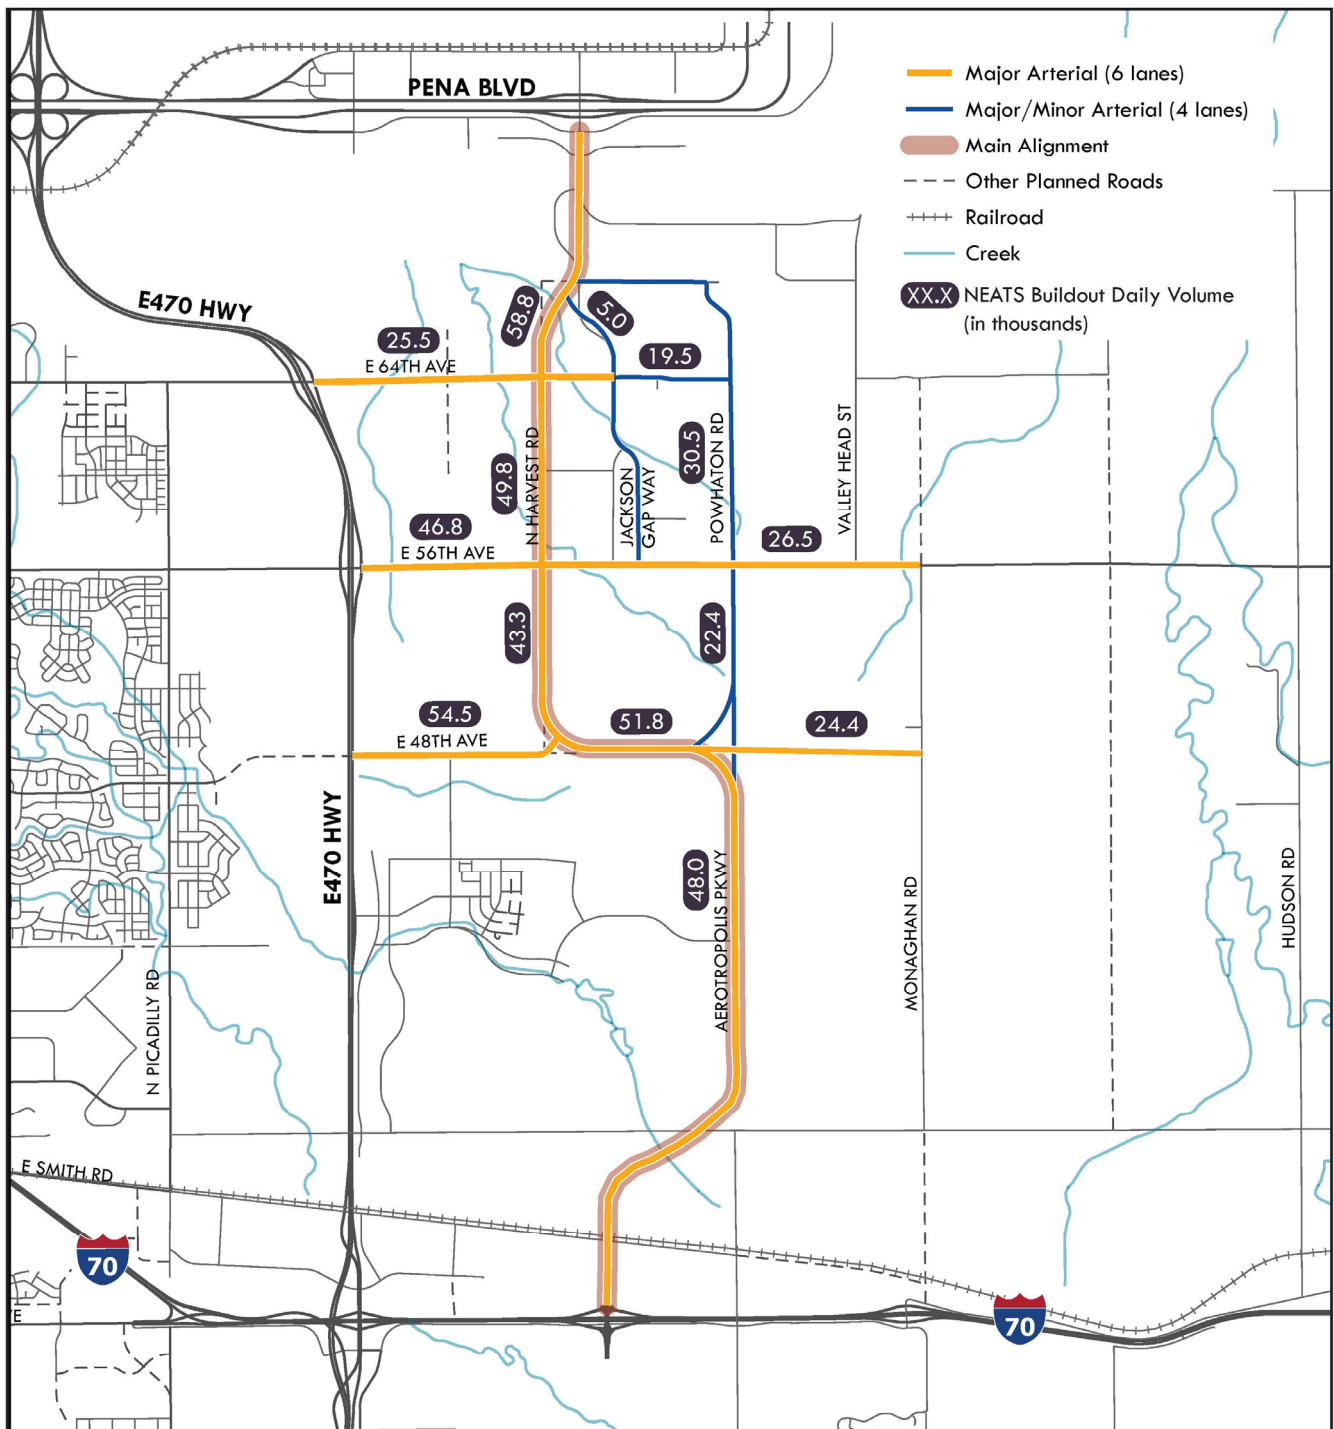 PENA BLVD
Major Arterial (6 lanes)
Major/Minor Arterial (4 lanes)
Main Alignment
Other Planned Roads
Railroad
Creek
XX.X NEATS Buildout Daily Volume
(in thousands)
E470 HWY
58.8
5.0
25.5
E 64TH AVE
19.5
N HARVEST RD
49.8
30.5
POWHATON RD
JACKSON
GAP WAY
VALLEY HEAD ST
46.8
E 56TH AVE
26.5
43.3
22.4
54.5
E 48TH AVE
51.8
24.4
E470 HWY
48.0
AEROTROPOLIS PKWY
MONAGHAN RD
HUDSON RD
N PICADILLY RD
E SMITH RD
70
70
VE